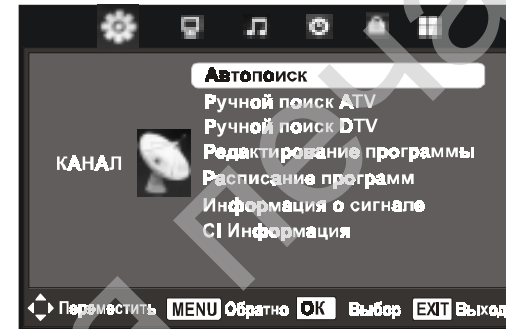 Автопоиск
Ручной поиск ATV
Ручной поиск DTV
КАНАЛ
Редактирование программы
Расписание программ
Информация о сигнале
CI Информация
Переместить MENU Обратно OK Выбор EXIT Выход